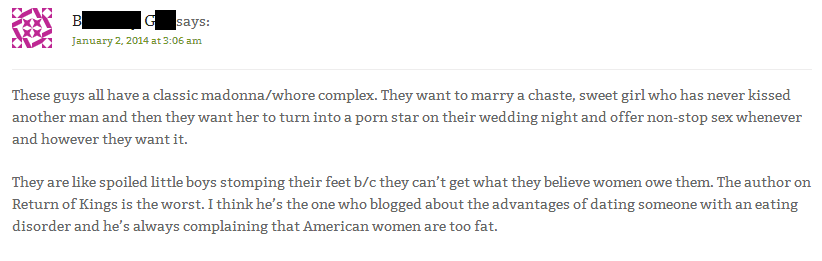 B G says:
January 2, 2014 at 3:06 am
These guys all have a classic madonna/whore complex. They want to marry a chaste, sweet girl who has never kissed
another man and then they want her to turn into a porn star on their wedding night and offer non-stop sex whenever
and however they want it.
They are like spoiled little boys stomping their feet b/c they can't get what they believe women owe them. The author on
Return of Kings is the worst. I think he's the one who blogged about the advantages of dating someone with an eating
disorder and he's always complaining that American women are too fat.